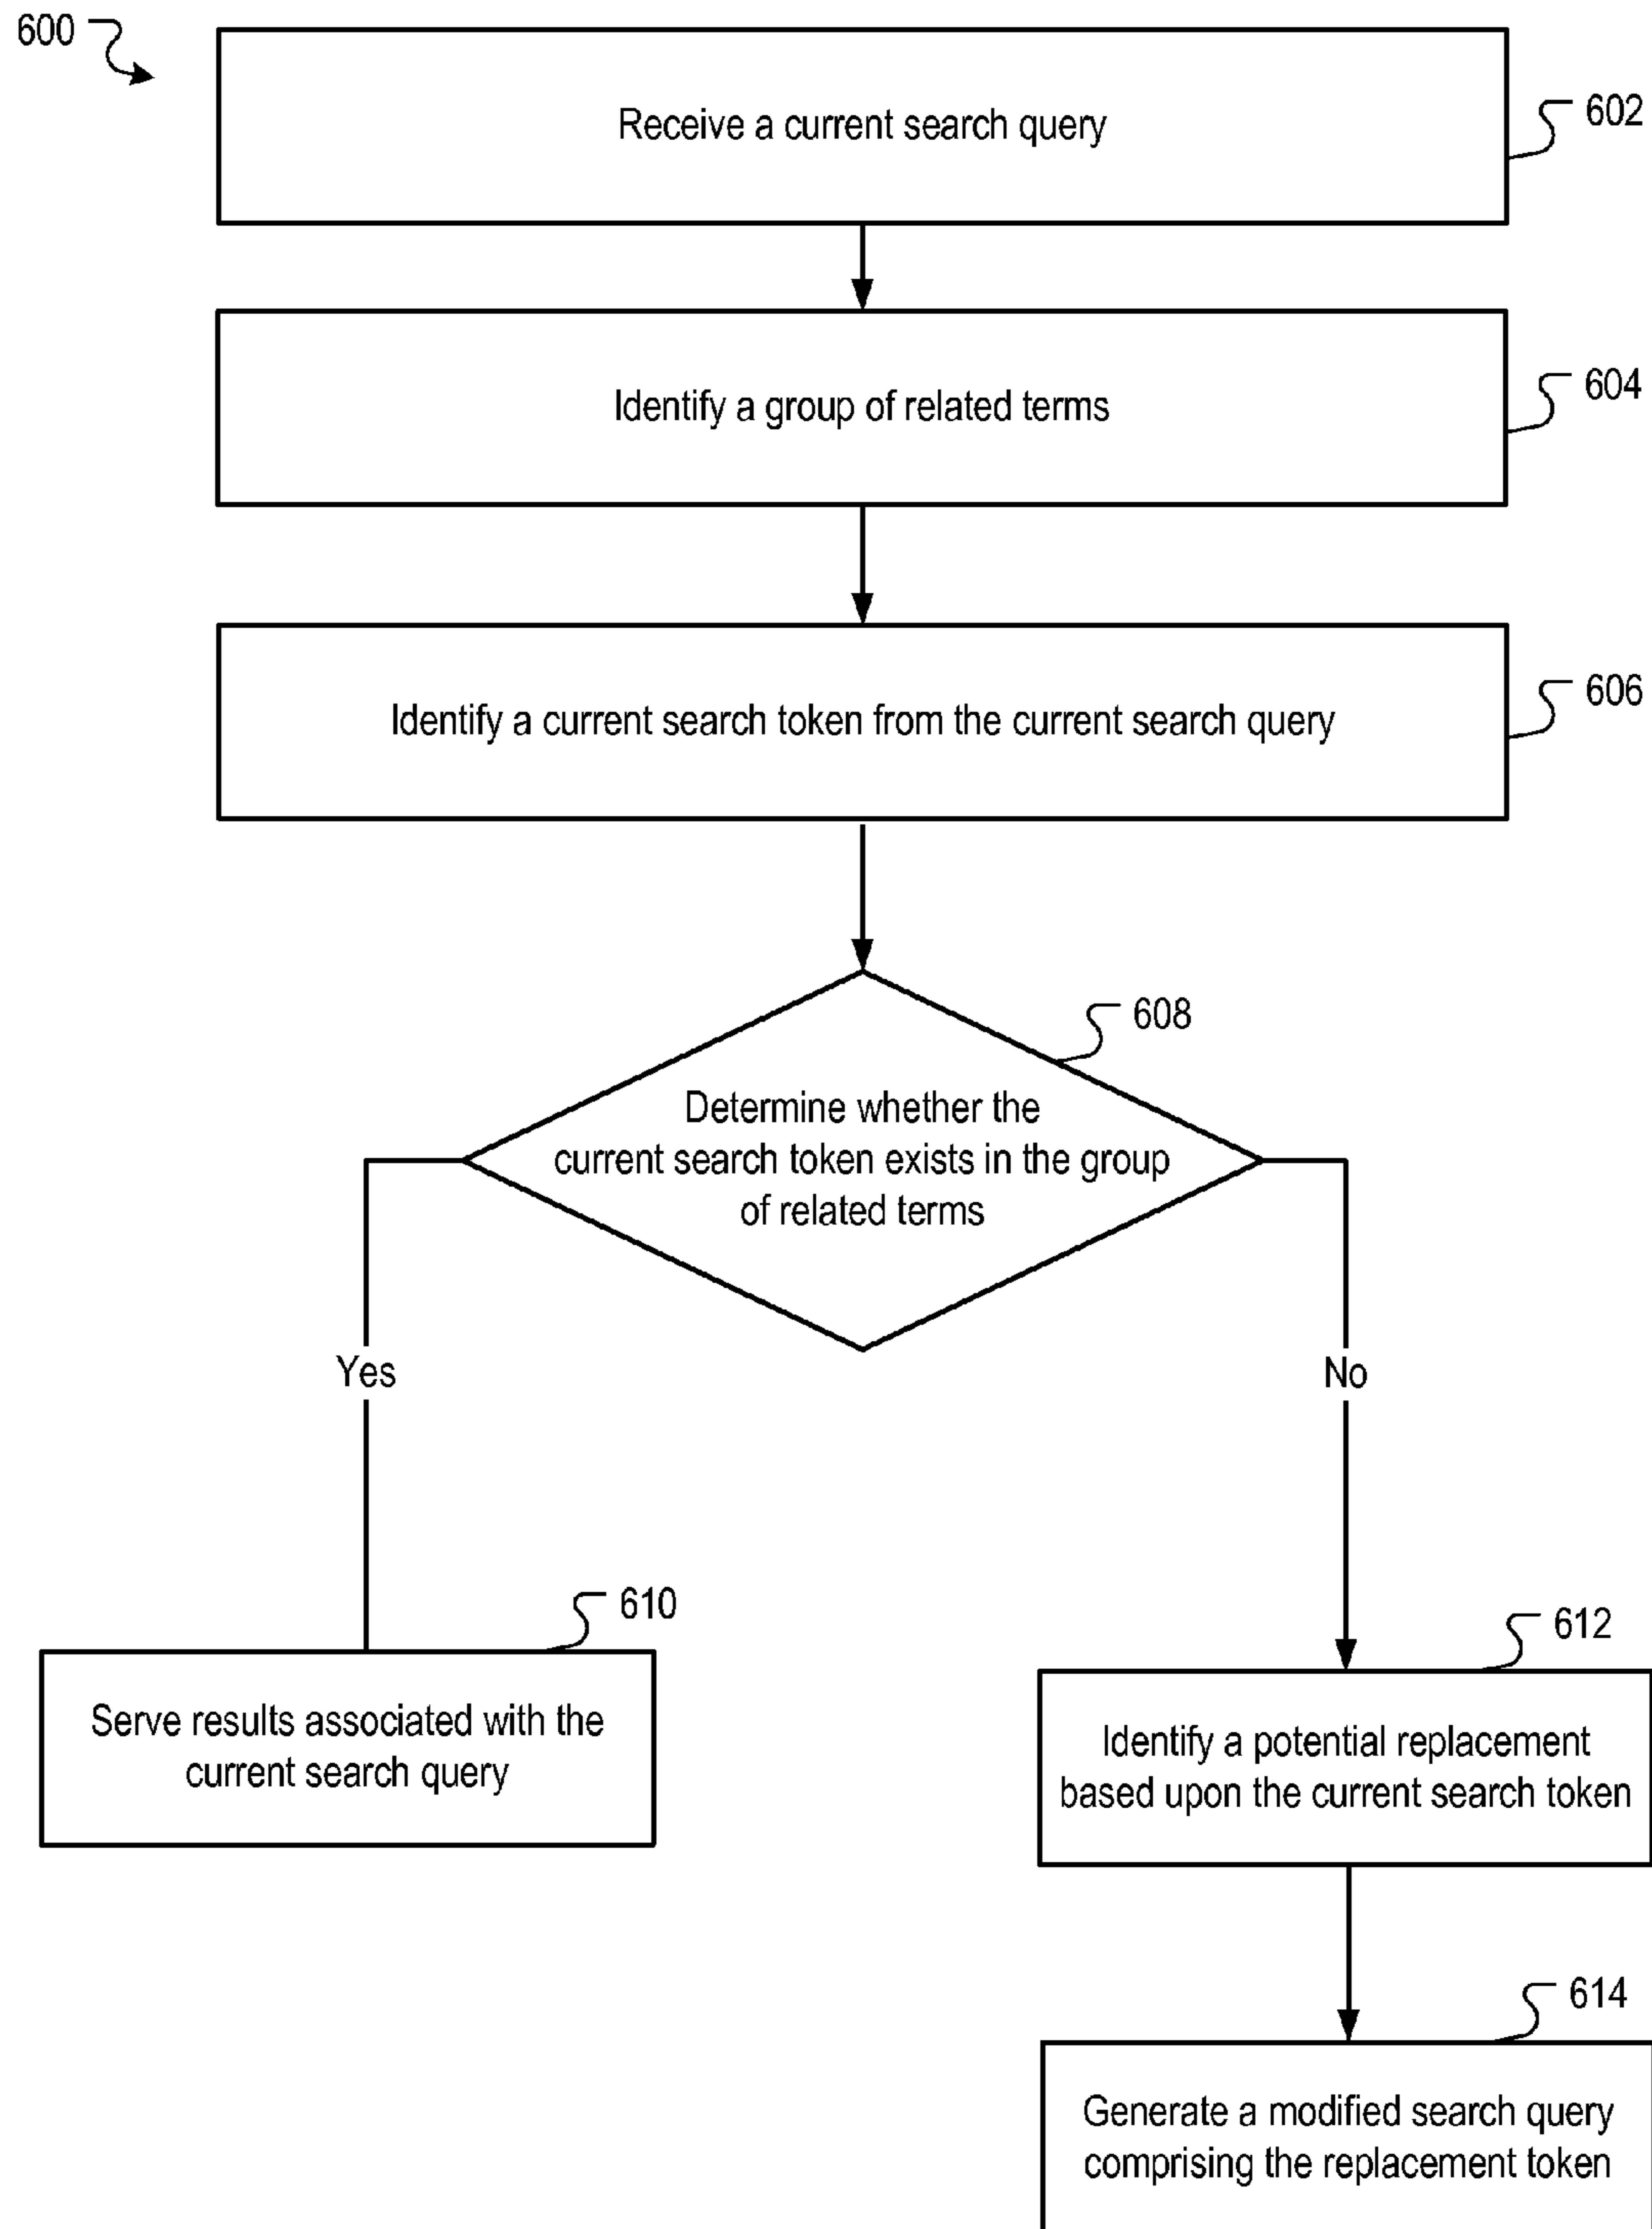 600
Receive a current search query
602
Identify a group of related terms
604
Identify a current search token from the current search query
606
608
Determine whether the
current search token exists in the group
of related terms
Yes
No
610
Serve results associated with the
current search query
612
Identify a potential replacement
based upon the current search token
614
Generate a modified search query
comprising the replacement token